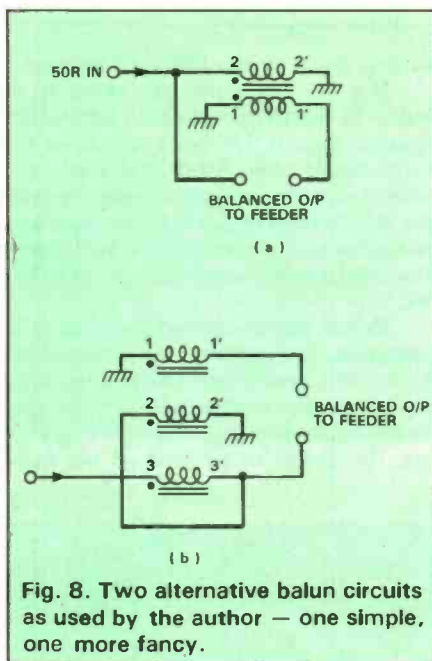 50R IN
2 2'
1 1'
BALANCED O/P
TO FEEDER
( a )
1 1'
2 2'
BALANCED O/P
TO FEEDER
3 3'
( b )
Fig. 8. Two alternative balun circuits
as used by the author — one simple,
one more fancy.